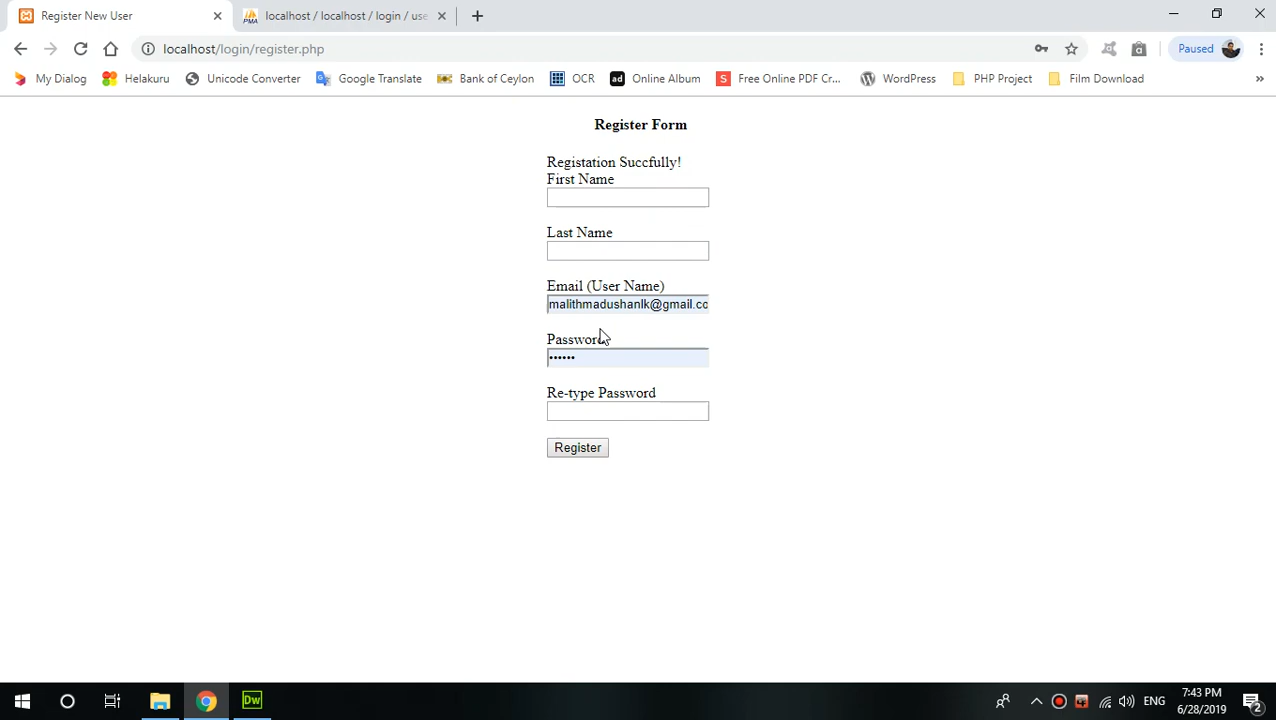 Register New User
localhost / localhost / login / use
localhost/login/register.php
Paused
My Dialog
Helakuru
Unicode Converter
Google Translate
Bank of Ceylon
OCR
ad
Online Album
S
Free Online PDF Cr...
WordPress
PHP Project
Film Download
»
Register Form
Registation Succfully!
First Name
Last Name
Email (User Name)
malithmadushanlk@gmail.co
Password
••••••
Re-type Password
Register
Dw
ENG
7:43 PM
6/28/2019
2